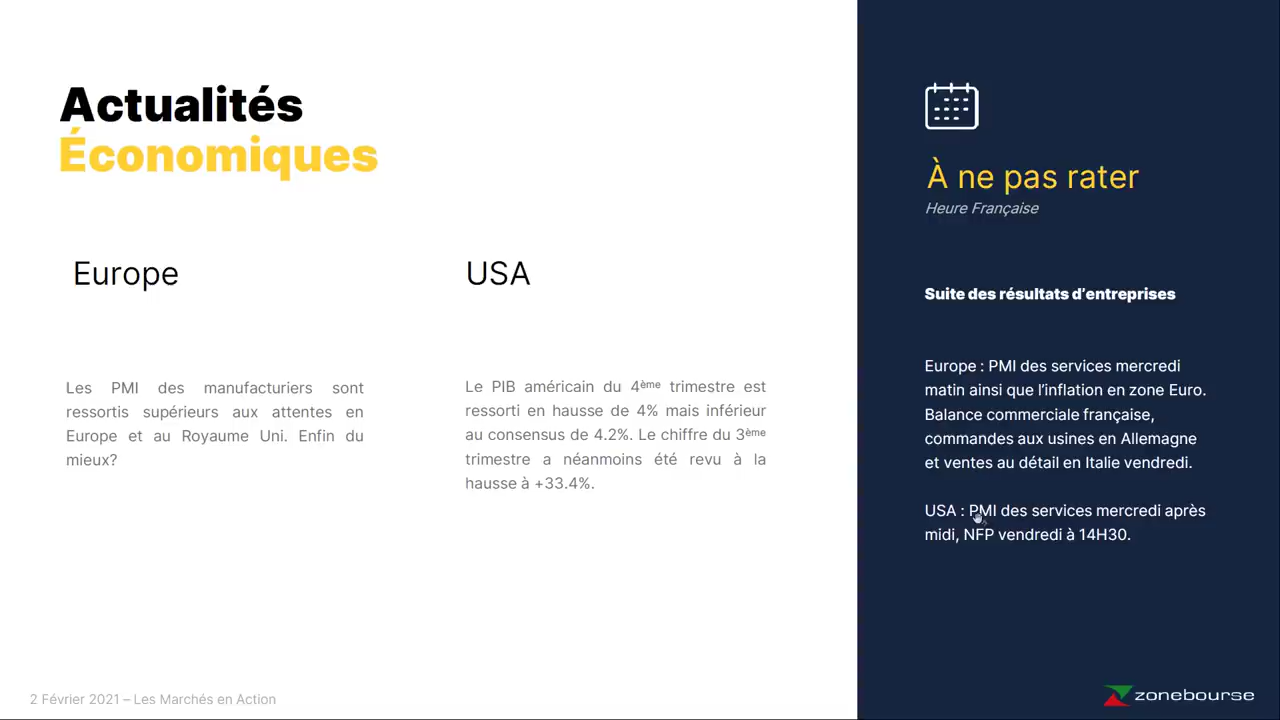 Actualités
Économiques
Europe
Les PMI des manufacturiers sont
ressortis supérieurs aux attentes en
Europe et au Royaume Uni. Enfin du
mieux?
USA
Le PIB américain du 4ème trimestre est
ressorti en hausse de 4% mais inférieur
au consensus de 4.2%. Le chiffre du 3ème
trimestre a néanmoins été revu à la
hausse à +33.4%.
À ne pas rater
Heure Française
Suite des résultats d’entreprises
Europe : PMI des services mercredi
matin ainsi que l’inflation en zone Euro.
Balance commerciale française,
commandes aux usines en Allemagne
et ventes au détail en Italie vendredi.
USA : PMI des services mercredi après
midi, NFP vendredi à 14H30.
2 Février 2021 – Les Marchés en Action
zonebourse